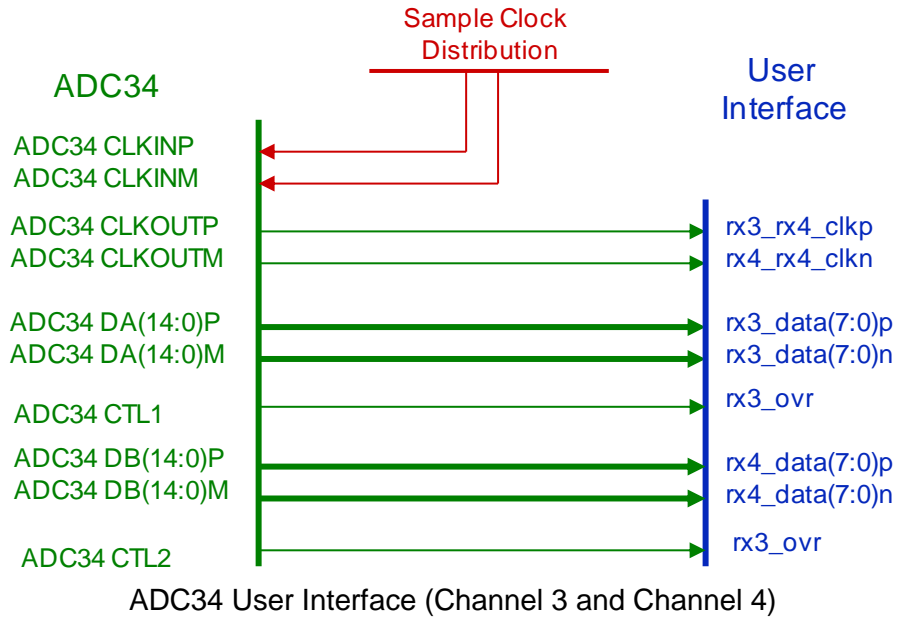 Sample Clock
Distribution
ADC34
User
Interface
ADC34 CLKINP
ADC34 CLKINM
ADC34 CLKOUTP
rx3_rx4_clkp
ADC34 CLKOUTM
rx4_rx4_clkn
ADC34 DA(14:0)P
rx3_data(7:0)p
ADC34 DA(14:0)M
rx3_data(7:0)n
ADC34 CTL1
rx3_ovr
ADC34 DB(14:0)P
rx4_data(7:0)p
ADC34 DB(14:0)M
rx4_data(7:0)n
ADC34 CTL2
rx3_ovr
ADC34 User Interface (Channel 3 and Channel 4)